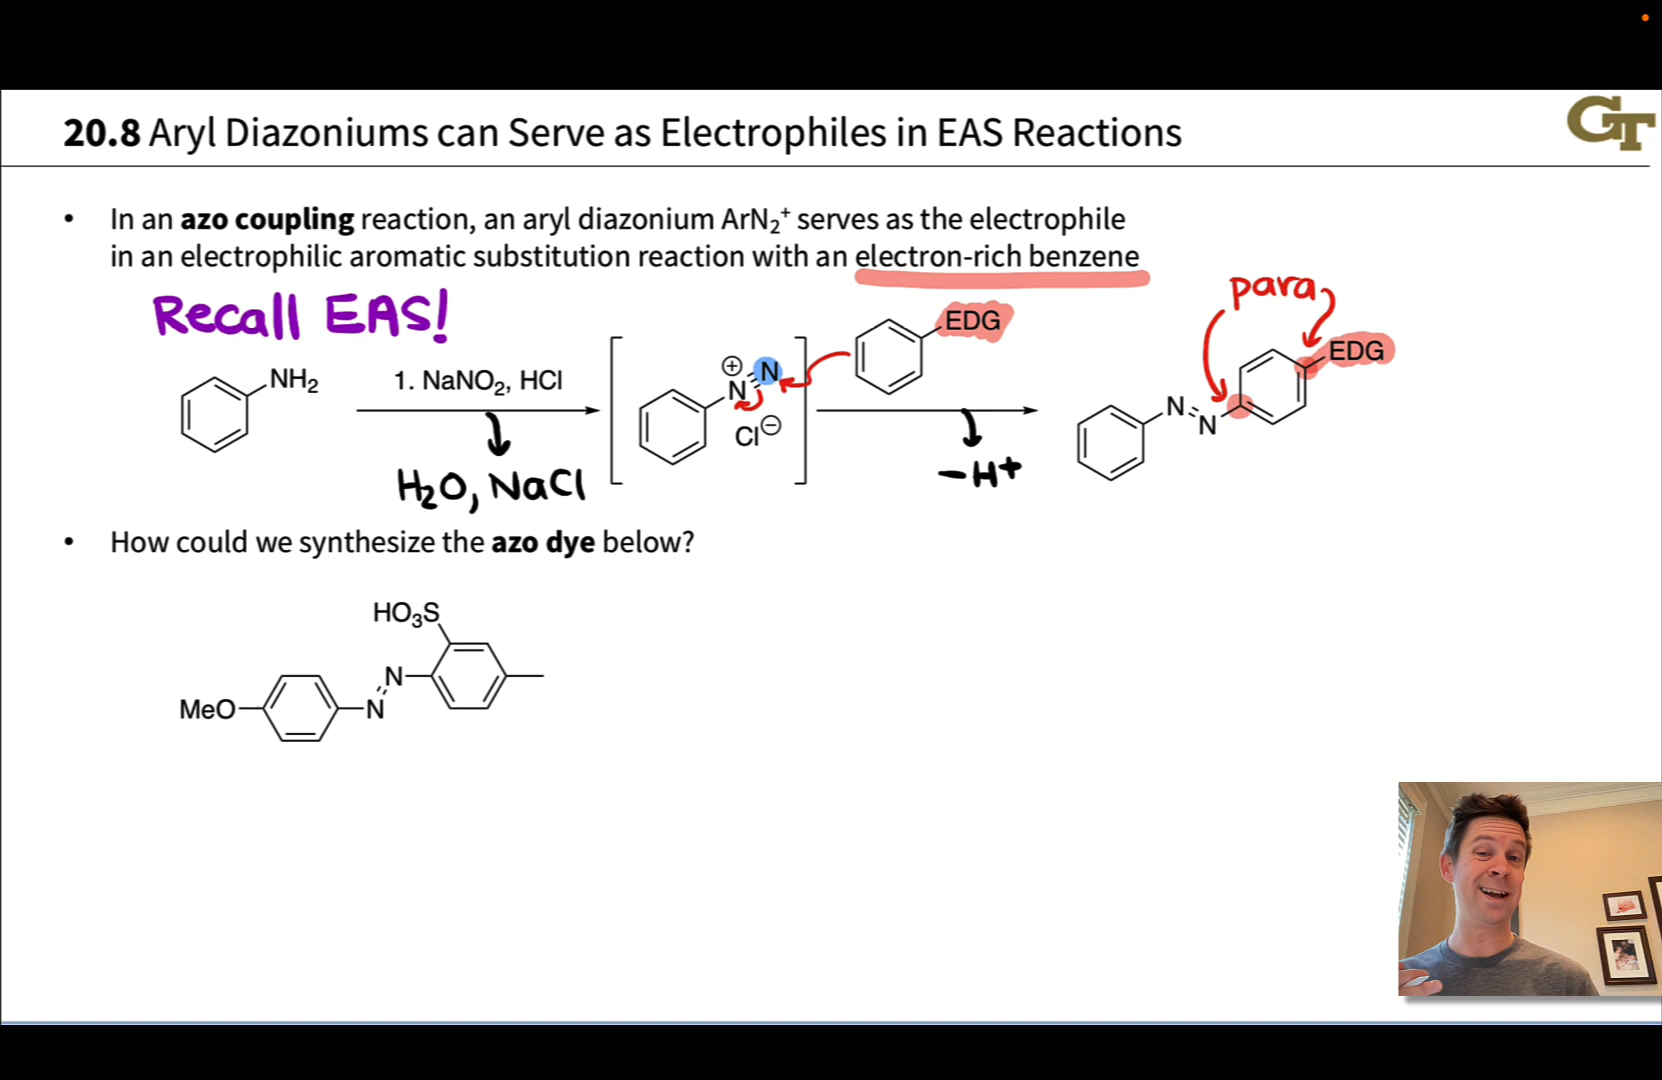 20.8 Aryl Diazoniums can Serve as Electrophiles in EAS Reactions
GT
• In an azo coupling reaction, an aryl diazonium ArN₂⁺ serves as the electrophile
in an electrophilic aromatic substitution reaction with an electron-rich benzene
Recall EAS!
para
NH₂
1. NaNO₂, HCl
H₂O, NaCl
⊕
N
N
Cl⊖
EDG
-H+
N
N
EDG
• How could we synthesize the azo dye below?
HO₃S
N
N
MeO